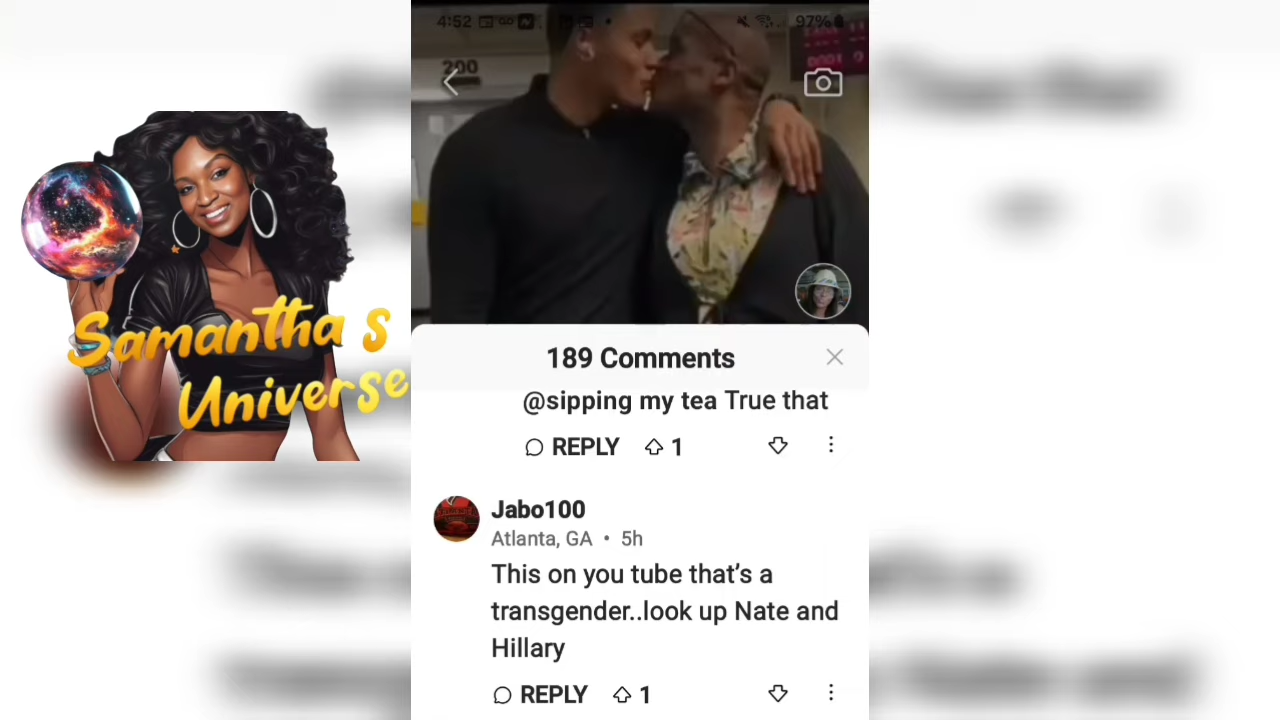 4:52
97%
200
Samantha s
Universe
189 Comments
@sipping my tea True that
REPLY 1
Jabo100
Atlanta, GA • 5h
This on you tube that’s a
transgender..look up Nate and
Hillary
REPLY 1